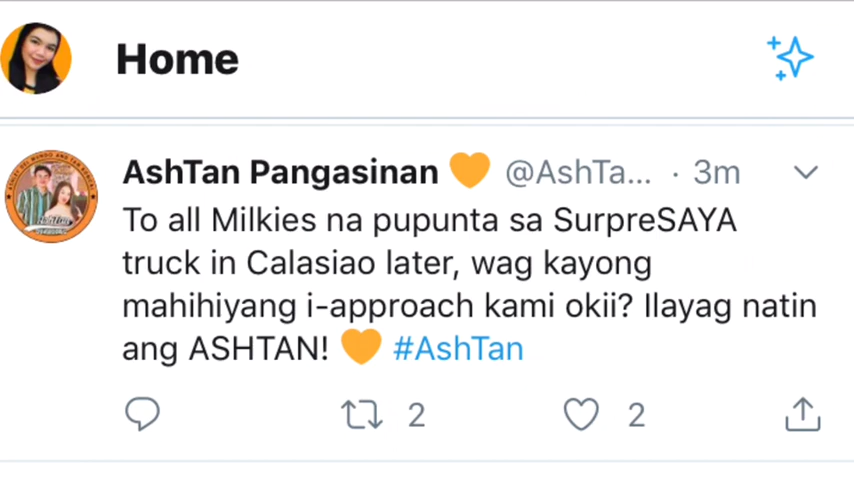 Home
AshTan Pangasinan 🧡 @AshTa... · 3m
To all Milkies na pupunta sa SurpreSAYA
truck in Calasiao later, wag kayong
mahihiyang i-approach kami okii? Ilayag natin
ang ASHTAN! 🧡 #AshTan
2 2